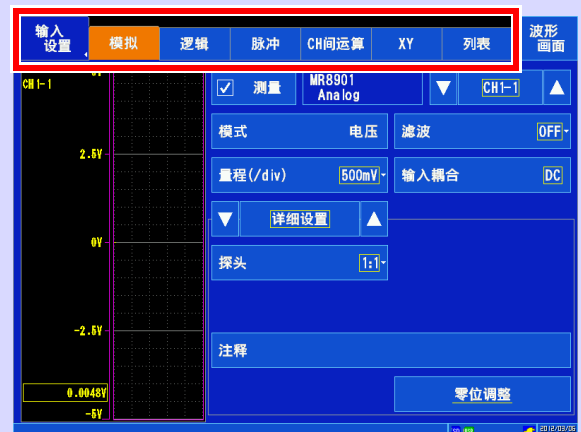 输入
设置
模拟
逻辑
脉冲
CH间运算
XY
列表
波形
画面
CH1-1
测量
MR8901
Analog
CH1-1
模式 电压
滤波 OFF
2.5V
量程(/div) 500mV
输入耦合 DC
详细设置
0V
探头 1:1
-2.5V
注释
0.0048V
零位调整
-5V
2012/03/06